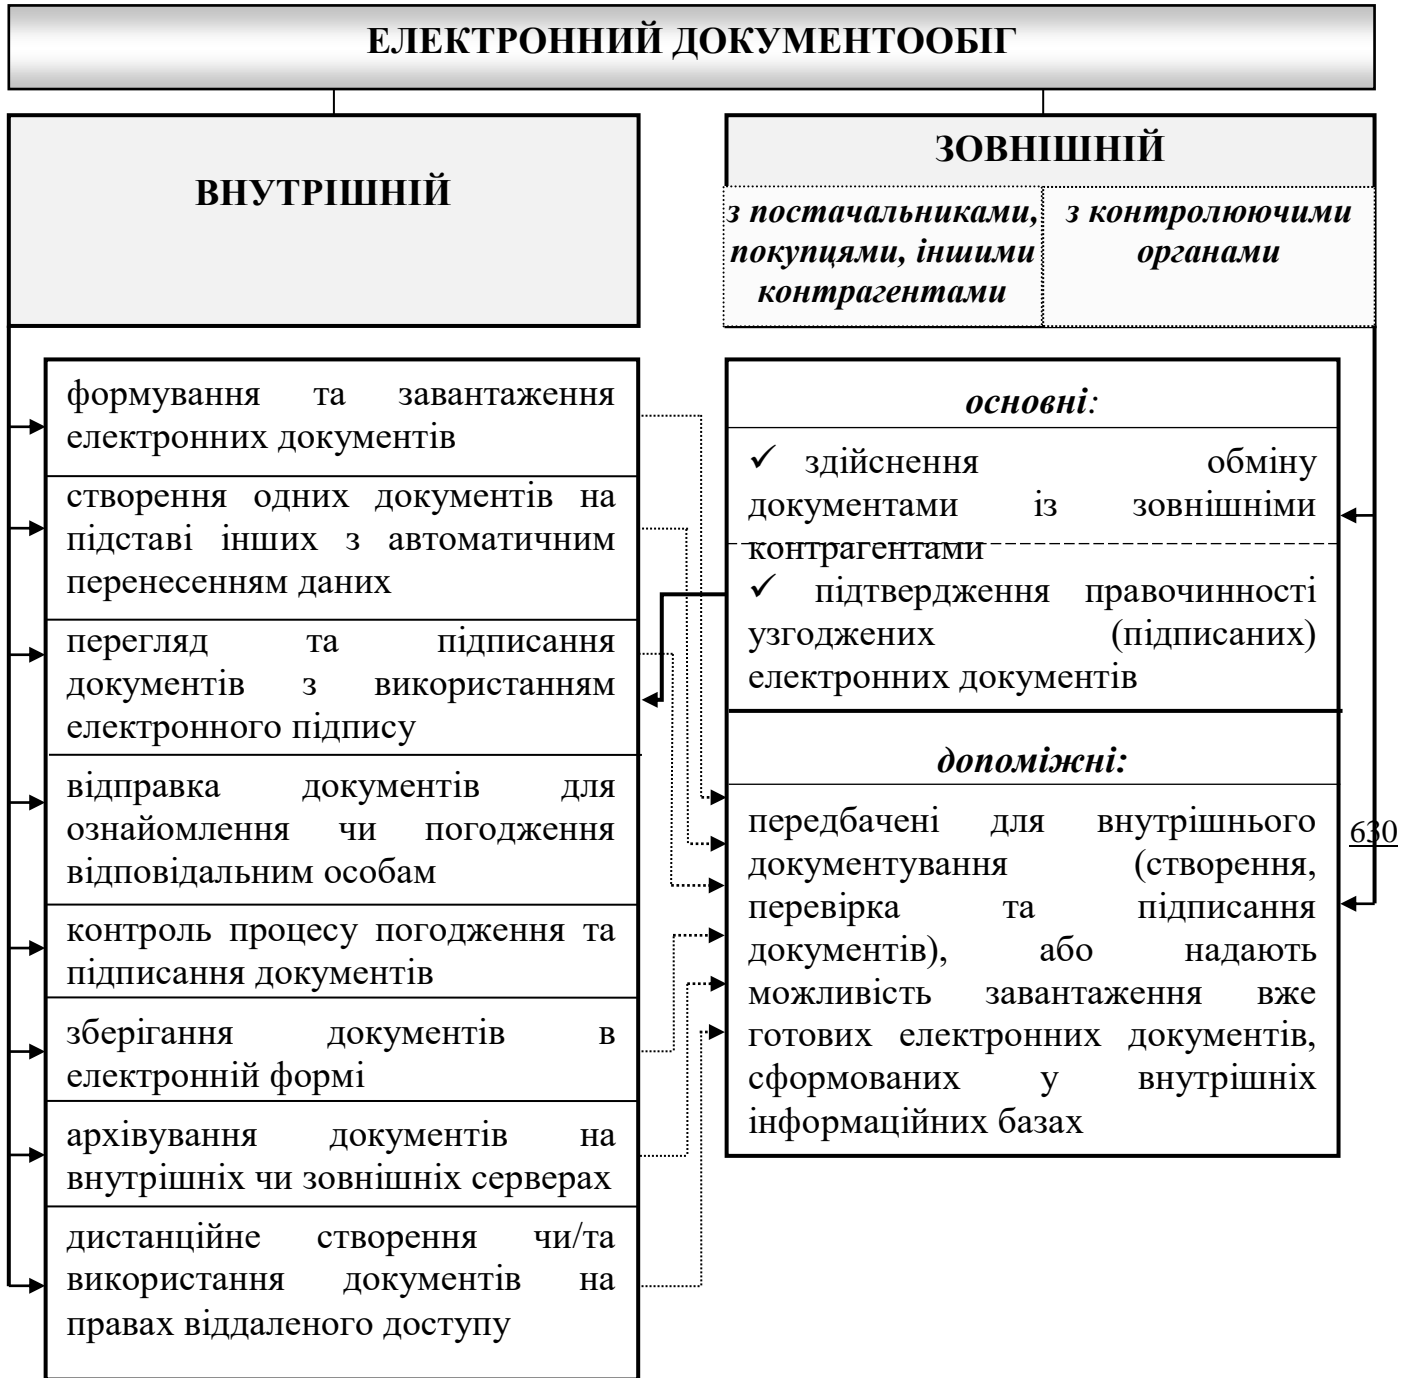 ЕЛЕКТРОННИЙ ДОКУМЕНТООБІГ
ВНУТРІШНІЙ
ЗОВНІШНІЙ
з постачальниками,
покупцями, іншими
контрагентами
з контролюючими
органами
формування та завантаження
електронних документів
створення одних документів на
підставі інших з автоматичним
перенесенням даних
перегляд та підписання
документів з використанням
електронного підпису
відправка документів для
ознайомлення чи погодження
відповідальним особам
контроль процесу погодження та
підписання документів
зберігання документів в
електронній формі
архівування документів на
внутрішніх чи зовнішніх серверах
дистанційне створення чи/та
використання документів на
правах віддаленого доступу
основні:
✓ здійснення обміну
документами із зовнішніми
контрагентами
✓ підтвердження правочинності
узгоджених (підписаних)
електронних документів
допоміжні:
передбачені для внутрішнього
документування (створення,
перевірка та підписання
документів), або надають
можливість завантаження вже
готових електронних документів,
сформованих у внутрішніх
інформаційних базах
630